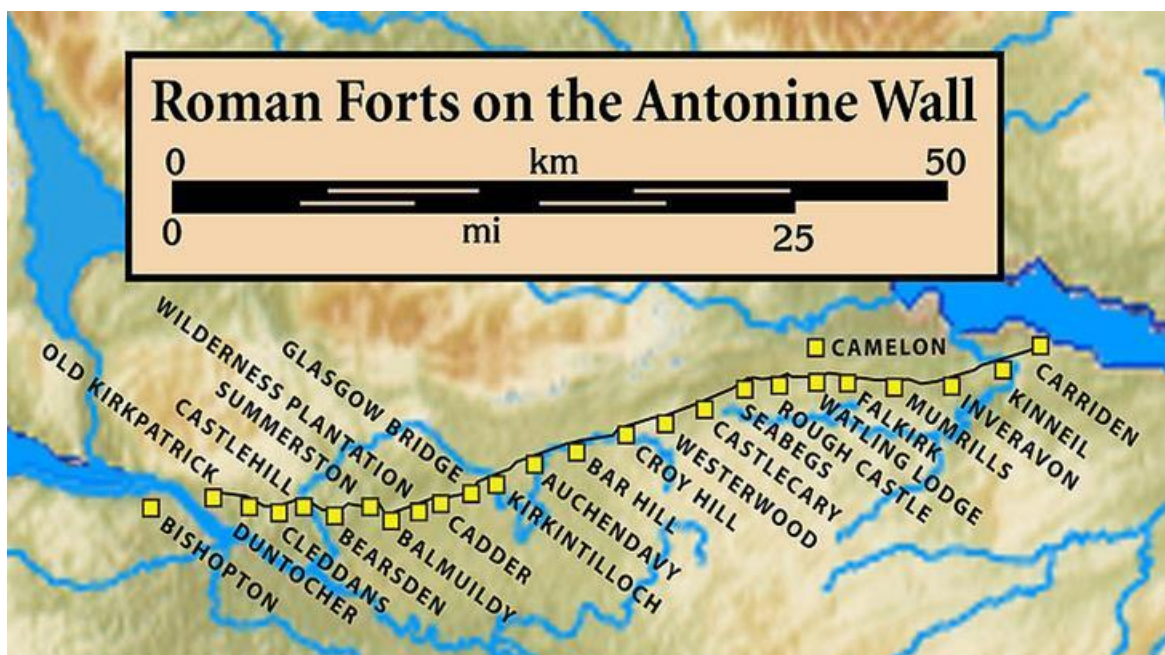 Roman Forts on the Antonine Wall
0 km 50
0 mi 25
CAMELON
WILDERNESS PLANTATION
GLASGOW BRIDGE
OLD KIRKPATRICK
SUMMERSTON
CASTLEHILL
BISHOPTON
DUNTOCHER
CLEDDANS
BEARSDEN
BALMUILDY
CADDER
KIRKINTILLOCH
AUCHENDAVY
BAR HILL
CROY HILL
WESTERWOOD
CASTLECARY
SEABEGS
ROUGH CASTLE
WATLING LODGE
FALKIRK
MUMRILLS
INVERAVON
KINNEIL
CARRIDEN